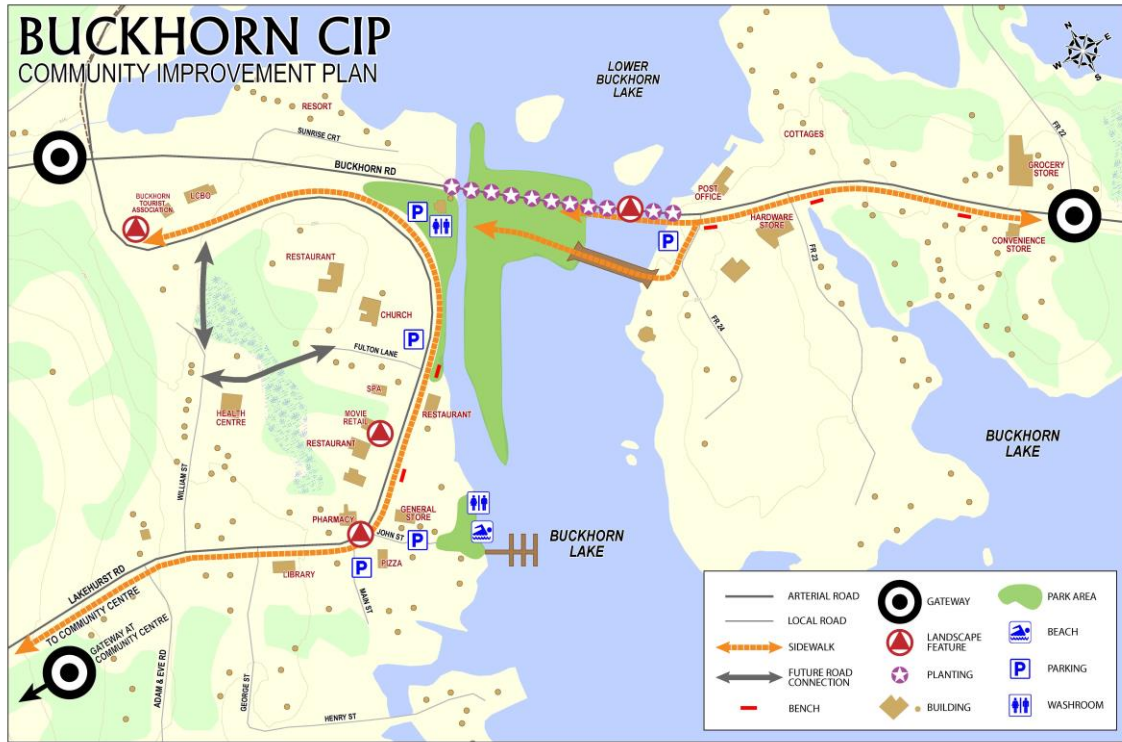 BUCKHORN CIP
COMMUNITY IMPROVEMENT PLAN
LOWER
BUCKHORN
LAKE
N
E
W
S
RESORT
SUNRISE CRT
BUCKHORN RD
COTTAGES
FR 22
GROCERY
STORE
BUCKHORN
TOURIST
ASSOCIATION
LCBO
P
POST
OFFICE
HARDWARE
STORE
CONVENIENCE
STORE
P
FR 23
RESTAURANT
CHURCH
P
FULTON LANE
FR 24
SPA
HEALTH
CENTRE
MOVIE
RETAIL
RESTAURANT
RESTAURANT
BUCKHORN
LAKE
WILLIAM ST
PHARMACY
GENERAL
STORE
JOHN ST
P
BUCKHORN
LAKE
LIBRARY
P
PIZZA
MAIN ST
LAKEHURST RD
TO COMMUNITY CENTRE
GATEWAY AT
COMMUNITY CENTRE
ADAM & EVE RD
GEORGE ST
HENRY ST
ARTERIAL ROAD
LOCAL ROAD
SIDEWALK
FUTURE ROAD
CONNECTION
BENCH
GATEWAY
LANDSCAPE
FEATURE
PLANTING
BUILDING
PARK AREA
BEACH
P
PARKING
WASHROOM